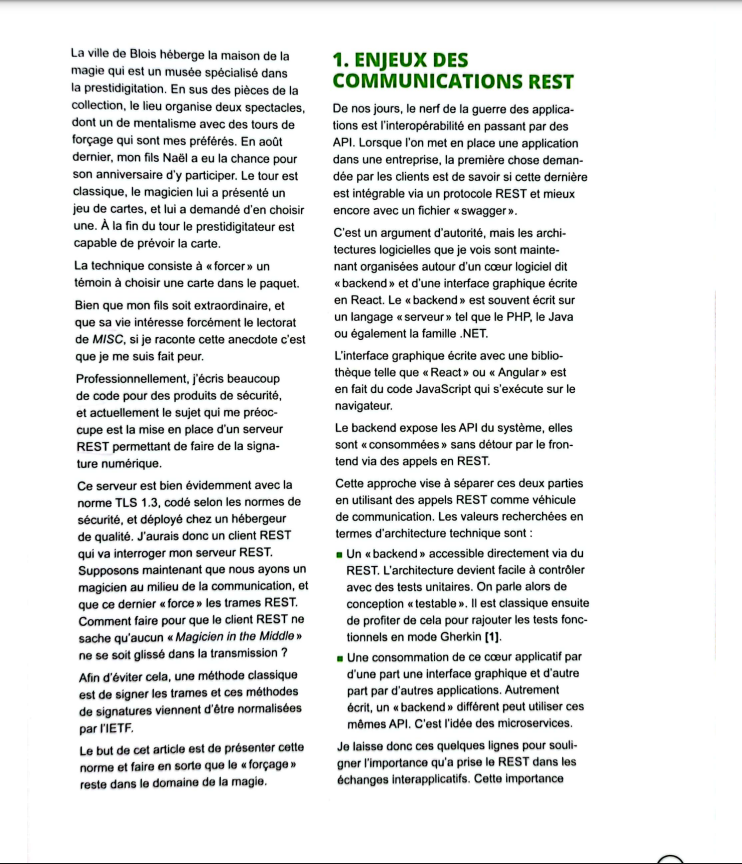 La ville de Blois héberge la maison de la
magie qui est un musée spécialisé dans
la prestidigitation. En sus des pièces de la
collection, le lieu organise deux spectacles,
dont un de mentalisme avec des tours de
forçage qui sont mes préférés. En août
dernier, mon fils Naël a eu la chance pour
son anniversaire d'y participer. Le tour est
classique, le magicien lui a présenté un
jeu de cartes, et lui a demandé d'en choisir
une. À la fin du tour le prestidigitateur est
capable de prévoir la carte.
La technique consiste à « forcer » un
témoin à choisir une carte dans le paquet.
Bien que mon fils soit extraordinaire, et
que sa vie intéresse forcément le lectorat
de MISC, si je raconte cette anecdote c'est
que je me suis fait peur.
Professionnellement, j'écris beaucoup
de code pour des produits de sécurité,
et actuellement le sujet qui me préoc-
cupe est la mise en place d'un serveur
REST permettant de faire de la signa-
ture numérique.
Ce serveur est bien évidemment avec la
norme TLS 1.3, codé selon les normes de
sécurité, et déployé chez un hébergeur
de qualité. J'aurais donc un client REST
qui va interroger mon serveur REST.
Supposons maintenant que nous ayons un
magicien au milieu de la communication, et
que ce dernier « force » les trames REST.
Comment faire pour que le client REST ne
sache qu'aucun « Magicien in the Middle »
ne se soit glissé dans la transmission ?
Afin d'éviter cela, une méthode classique
est de signer les trames et ces méthodes
de signatures viennent d'être normalisées
par l'IETF.
Le but de cet article est de présenter cette
norme et faire en sorte que le « forçage »
reste dans le domaine de la magie.
1. ENJEUX DES
COMMUNICATIONS REST
De nos jours, le nerf de la guerre des applica-
tions est l'interopérabilité en passant par des
API. Lorsque l'on met en place une application
dans une entreprise, la première chose deman-
dée par les clients est de savoir si cette dernière
est intégrable via un protocole REST et mieux
encore avec un fichier « swagger ».
C'est un argument d'autorité, mais les archi-
tectures logicielles que je vois sont mainte-
nant organisées autour d'un cœur logiciel dit
« backend » et d'une interface graphique écrite
en React. Le « backend » est souvent écrit sur
un langage « serveur » tel que le PHP, le Java
ou également la famille .NET.
L'interface graphique écrite avec une biblio-
thèque telle que « React » ou « Angular » est
en fait du code JavaScript qui s'exécute sur le
navigateur.
Le backend expose les API du système, elles
sont « consommées » sans détour par le fron-
tend via des appels en REST.
Cette approche vise à séparer ces deux parties
en utilisant des appels REST comme véhicule
de communication. Les valeurs recherchées en
termes d'architecture technique sont :
■ Un « backend » accessible directement via du
REST. L'architecture devient facile à contrôler
avec des tests unitaires. On parle alors de
conception « testable ». Il est classique ensuite
de profiter de cela pour rajouter les tests fonc-
tionnels en mode Gherkin [1].
■ Une consommation de ce cœur applicatif par
d'une part une interface graphique et d'autre
part par d'autres applications. Autrement
écrit, un « backend » différent peut utiliser ces
mêmes API. C'est l'idée des microservices.
Je laisse donc ces quelques lignes pour souli-
gner l'importance qu'a prise le REST dans les
échanges interapplicatifs. Cette importance